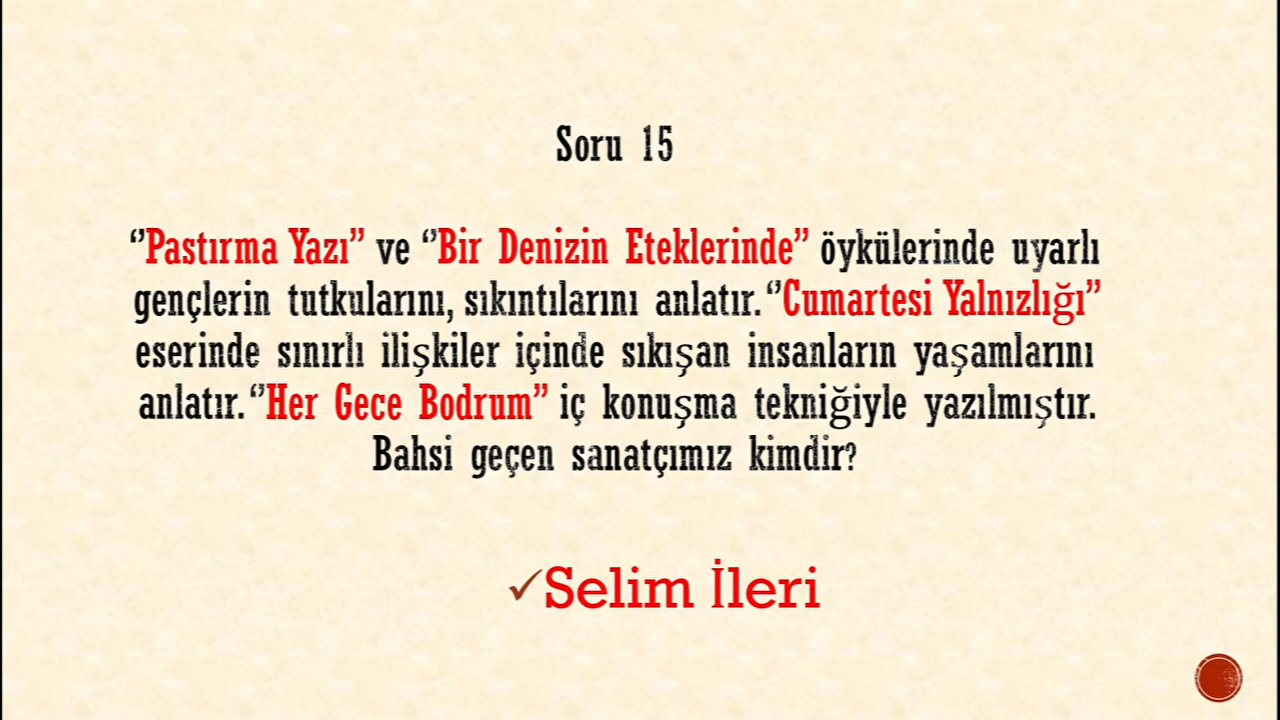 Soru 15
‘’Pastırma Yazı’’ ve ‘’Bir Denizin Eteklerinde’’ öykülerinde uyarlı
gençlerin tutkularını, sıkıntılarını anlatır.‘’Cumartesi Yalnızlığı’’
eserinde sınırlı ilişkiler içinde sıkışan insanların yaşamlarını
anlatır.‘’Her Gece Bodrum’’ iç konuşma tekniğiyle yazılmıştır.
Bahsi geçen sanatçımız kimdir?
✓Selim İleri